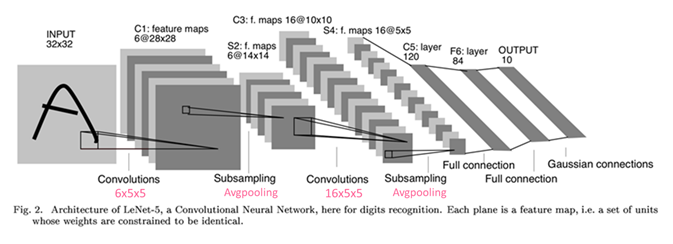 INPUT
32x32
C1: feature maps
6@28x28
S2: f. maps
6@14x14
C3: f. maps 16@10x10
S4: f. maps 16@5x5
C5: layer
120
F6: layer
84
OUTPUT
10
Convolutions
6x5x5
Subsampling
Avgpooling
Convolutions
16x5x5
Subsampling
Avgpooling
Full connection
Full connection
Gaussian connections
Fig. 2. Architecture of LeNet-5, a Convolutional Neural Network, here for digits recognition. Each plane is a feature map, i.e. a set of units
whose weights are constrained to be identical.